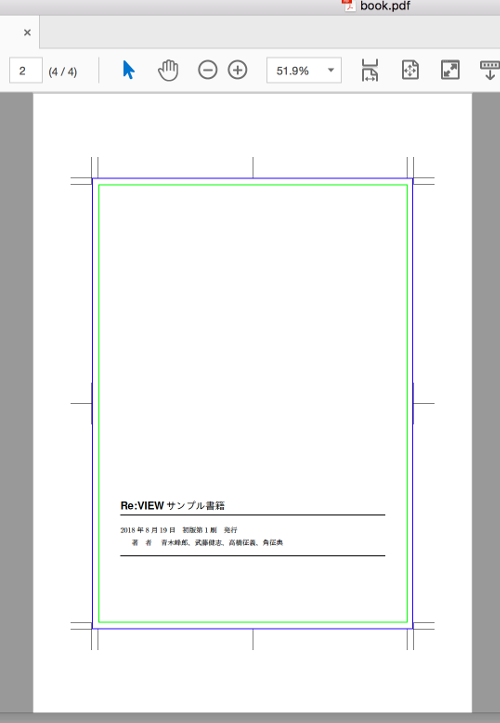 book.pdf
2 (4 / 4) 51.9%
Re:VIEW サンプル書籍
2018 年 8 月 19 日　初版第 1 刷　発行
著　者　青木峰郎、武藤健志、高橋征義、角征典